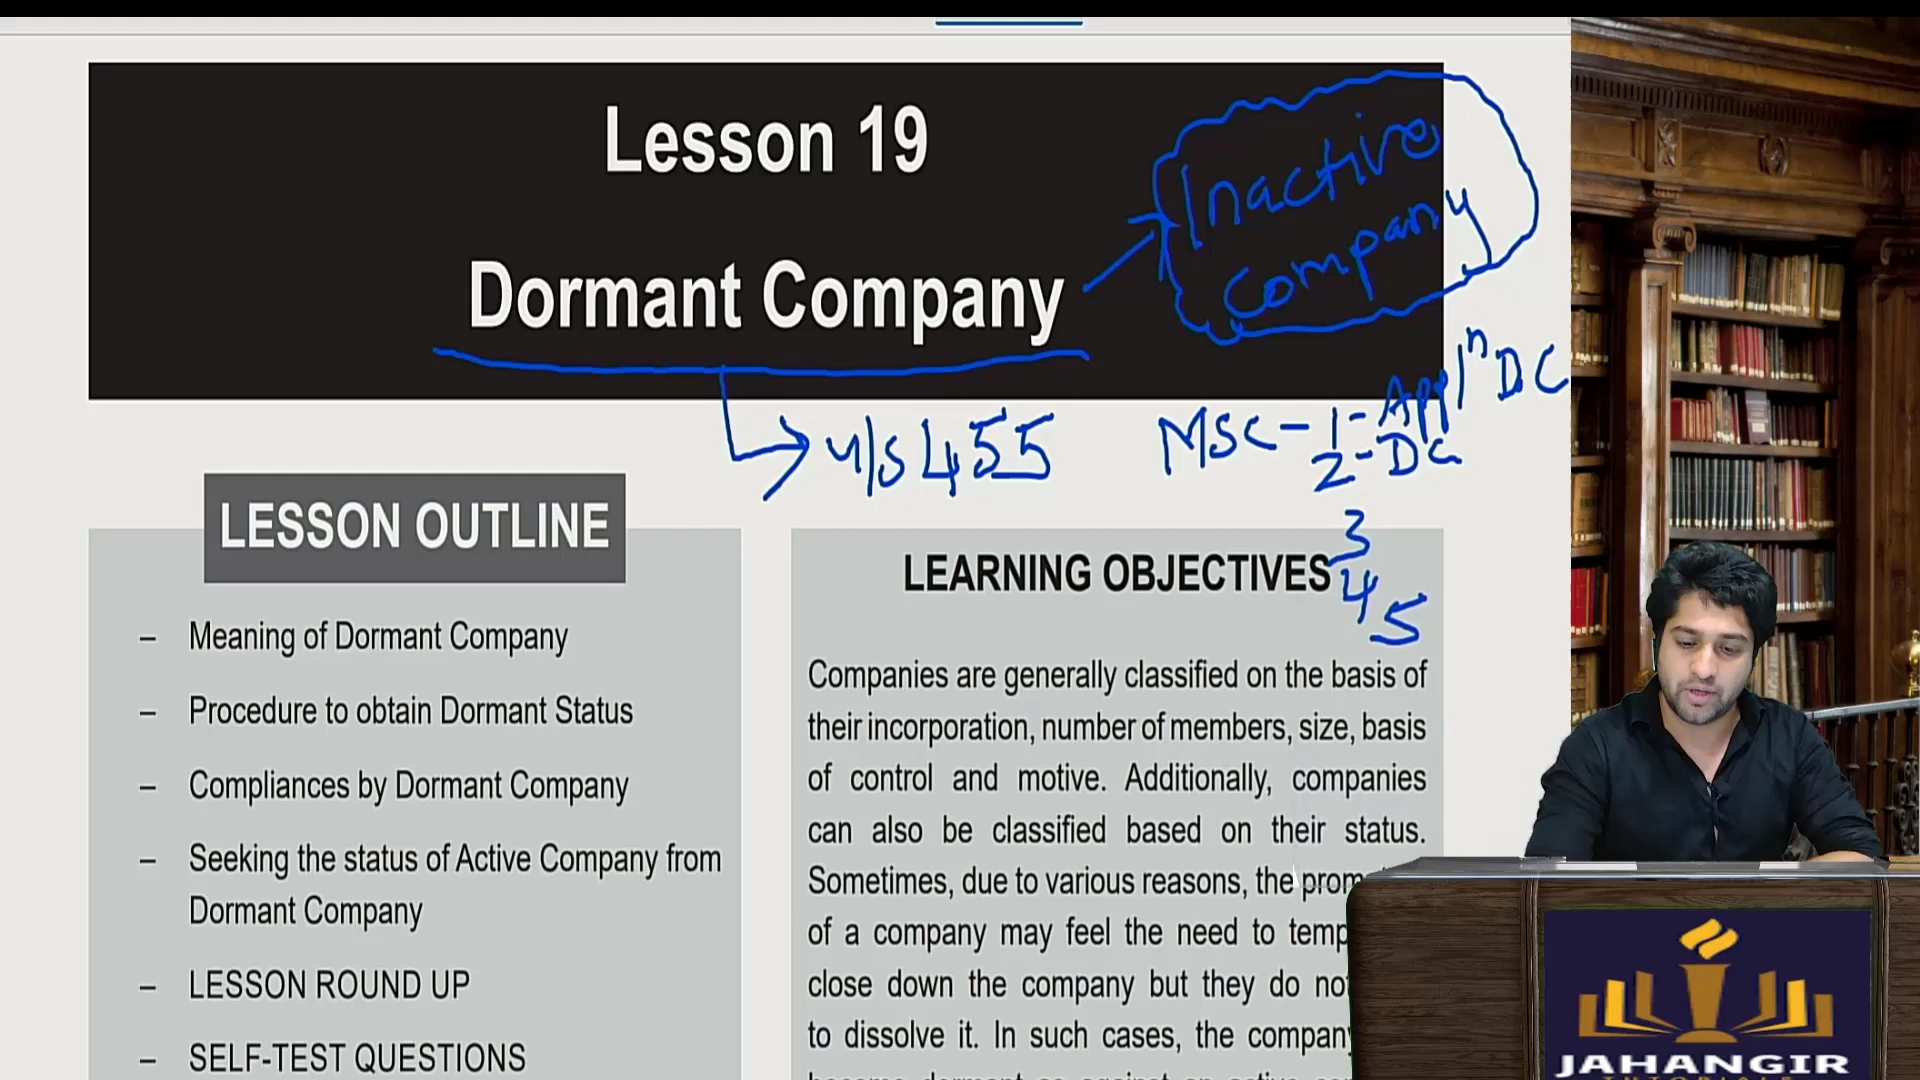 Lesson 19
Dormant Company
Inactive
Company
u/s 455
MSC - 1 - Appl^n DC
2 - DC
3
4
5
LESSON OUTLINE
– Meaning of Dormant Company
– Procedure to obtain Dormant Status
– Compliances by Dormant Company
– Seeking the status of Active Company from
Dormant Company
– LESSON ROUND UP
– SELF-TEST QUESTIONS
LEARNING OBJECTIVES
Companies are generally classified on the basis of
their incorporation, number of members, size, basis
of control and motive. Additionally, companies
can also be classified based on their status.
Sometimes, due to various reasons, the prom
of a company may feel the need to temp
close down the company but they do not
to dissolve it. In such cases, the company
JAHANGIR